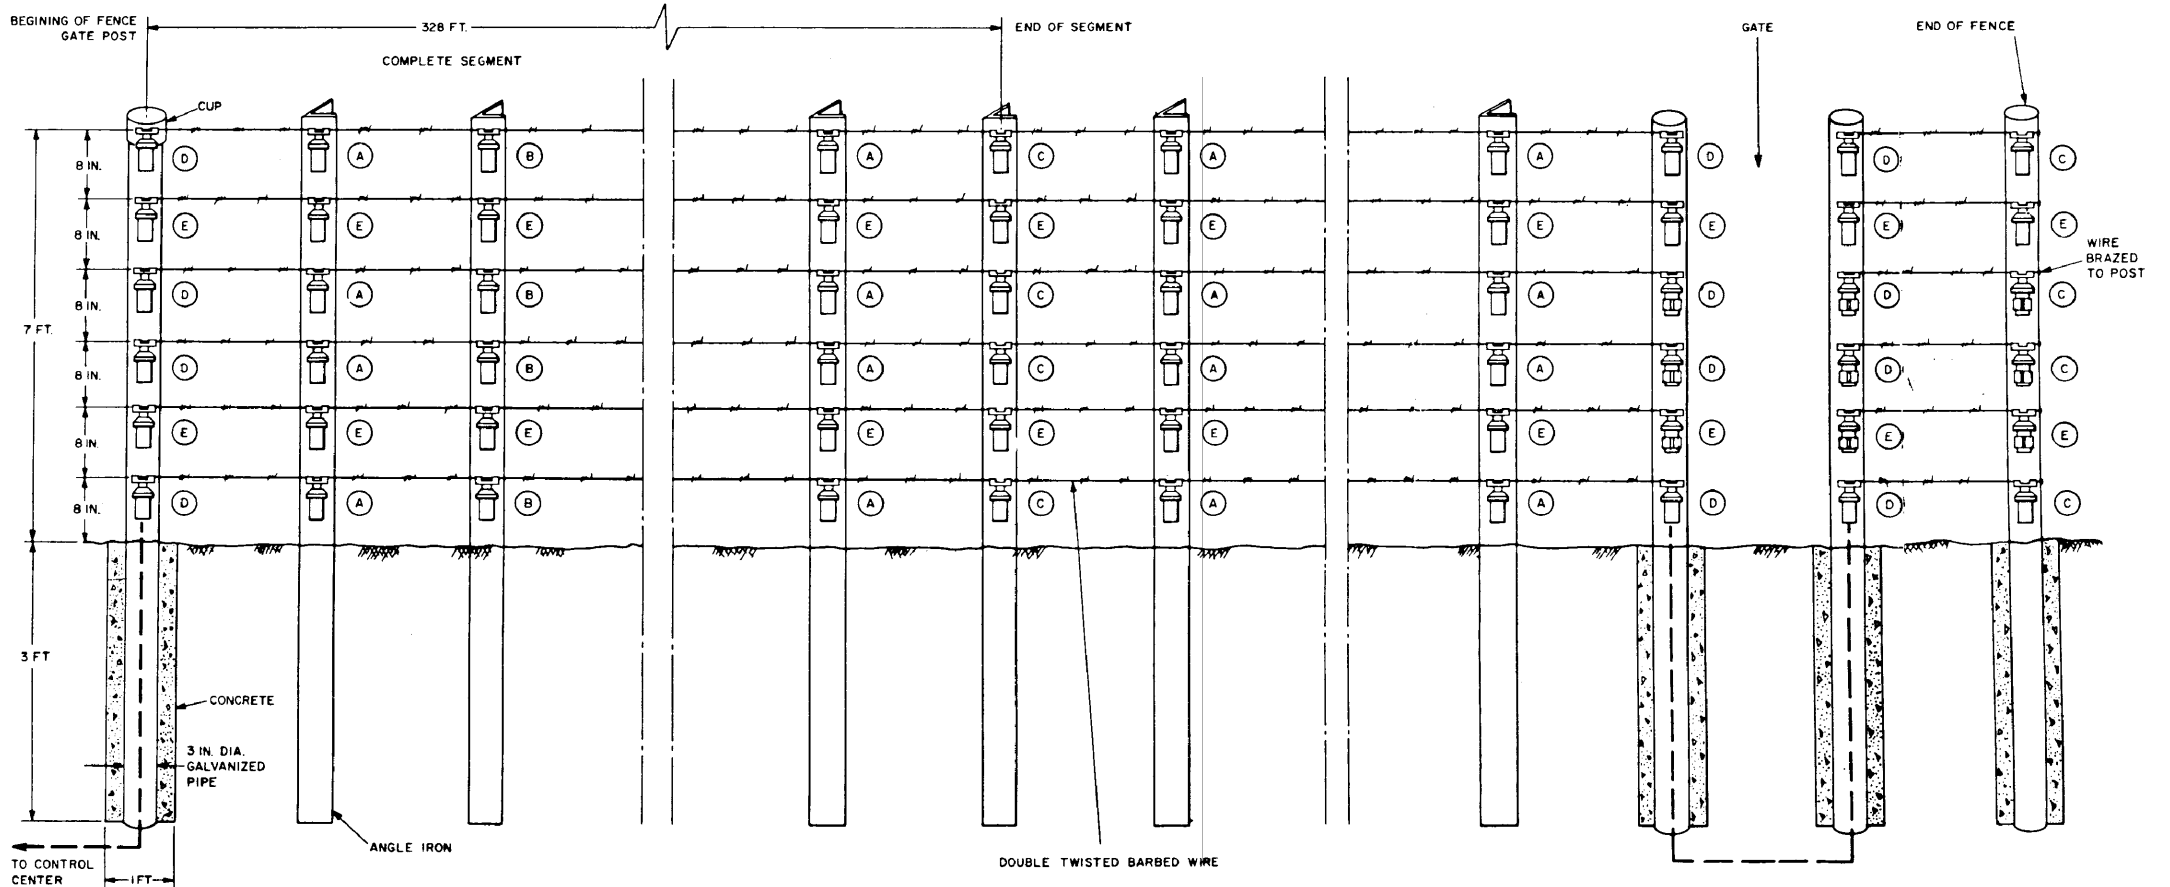 BEGINING OF FENCE
GATE POST
328 FT.
END OF SEGMENT
GATE
END OF FENCE
COMPLETE SEGMENT
CUP
8 IN.
D
A
B
A
C
A
A
D
D
C
8 IN.
E
E
E
E
E
E
E
E
E
E
WIRE
BRAZED
TO POST
8 IN.
D
A
B
A
C
A
A
D
D
C
7 FT.
8 IN.
D
A
B
A
C
A
A
D
D
C
8 IN.
E
E
E
E
E
E
E
E
E
E
8 IN.
D
A
B
A
C
A
A
D
D
C
3 FT
CONCRETE
3 IN. DIA.
GALVANIZED
PIPE
ANGLE IRON
DOUBLE TWISTED BARBED WIRE
TO CONTROL
CENTER
1 FT